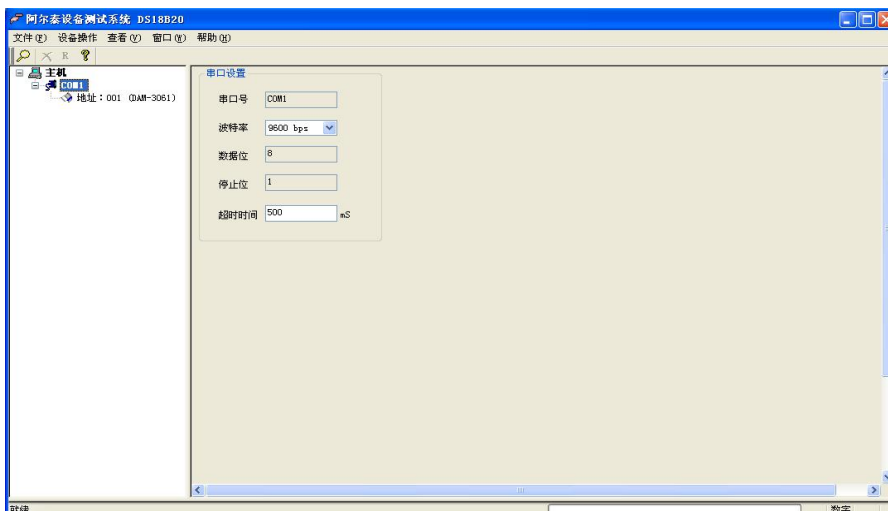 阿尔泰设备测试系统 DS18B20
文件(F) 设备操作 查看(V) 窗口(W) 帮助(H)
R
主机
COM1
地址：001 (DAM-3061)
串口设置
串口号 COM1
波特率 9600 bps
数据位 8
停止位 1
超时时间 500 mS
就绪 数字